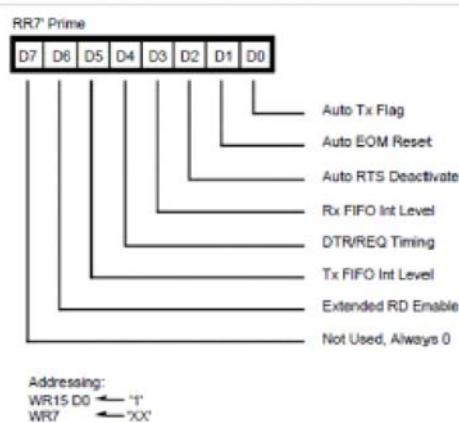 RR7' Prime
D7 D6 D5 D4 D3 D2 D1 D0
Auto Tx Flag
Auto EOM Reset
Auto RTS Deactivate
Rx FIFO Int Level
DTR/REQ Timing
Tx FIFO Int Level
Extended RD Enable
Not Used, Always 0
Addressing:
WR15 D0 '1'
WR7 'XX'